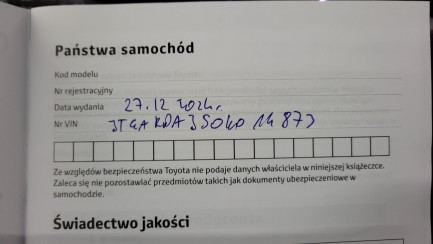 Państwa samochód
Kod modelu
Nr rejestracyjny
Data wydania 27.12.2024r.
Nr VIN
Ze względów bezpieczeństwa Toyota nie podaje danych właściciela w niniejszej książeczce.
Zaleca się nie pozostawiać przedmiotów takich jak dokumenty ubezpieczeniowe w
samochodzie.
Świadectwo jakości